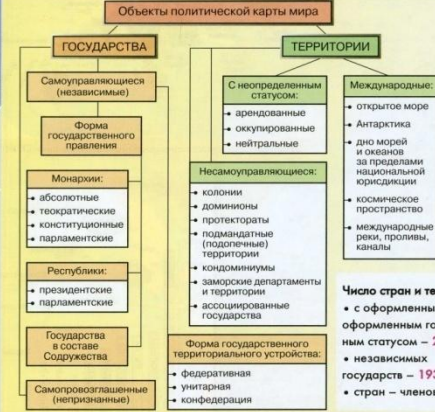 Объекты политической карты мира
ГОСУДАРСТВА
Самоуправляющиеся
(независимые)
Форма
государственного
правления
Монархии:
• абсолютные
• теократические
• конституционные
• парламентские
Республики:
• президентские
• парламентские
Государства
в составе
Содружества
Самопровозглашенные
(непризнанные)
ТЕРРИТОРИИ
С неопределенным
статусом:
• арендованные
• оккупированные
• нейтральные
Международные:
• открытое море
• Антарктика
• дно морей
и океанов
за пределами
национальной
юрисдикции
• космическое
пространство
• международные
реки, проливы,
каналы
Несамоуправляющиеся:
• колонии
• доминионы
• протектораты
• подмандатные
(подопечные)
территории
• кондоминиумы
• заморские департаменты
и территории
• ассоциированные
государства
Форма государственного
территориального устройства:
• федеративная
• унитарная
• конфедерация
Число стран и те
• с оформленны
оформленным го
ным статусом –
• независимых
государств – 193
• стран – членов